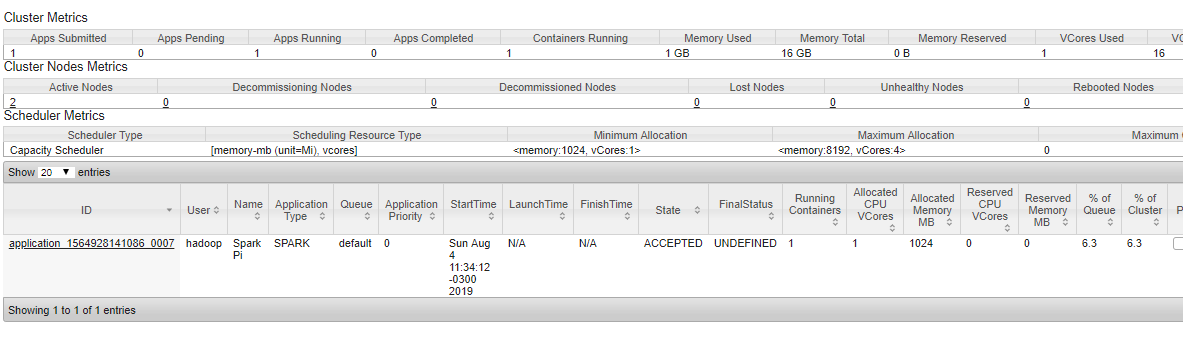 Cluster Metrics
Apps Submitted Apps Pending Apps Running Apps Completed Containers Running Memory Used Memory Total Memory Reserved VCores Used
1 0 1 0 1 1 GB 16 GB 0 B 1 16
Cluster Nodes Metrics
Active Nodes Decommissioning Nodes Decommissioned Nodes Lost Nodes Unhealthy Nodes Rebooted Nodes
2 0 0 0 0 0
Scheduler Metrics
Scheduler Type Scheduling Resource Type Minimum Allocation Maximum Allocation Maximum
Capacity Scheduler [memory-mb (unit=Mi), vcores] <memory:1024, vCores:1> <memory:8192, vCores:4> 0
Show 20 entries
ID User Name Application Type Queue Application Priority StartTime LaunchTime FinishTime State FinalStatus Running Containers Allocated CPU VCores Allocated Memory MB Reserved CPU VCores Reserved Memory MB % of Queue % of Cluster
application_1564928141086_0007 hadoop Spark Pi SPARK default 0 Sun Aug 4 11:34:12 -0300 2019 N/A N/A ACCEPTED UNDEFINED 1 1 1024 0 0 6.3 6.3
Showing 1 to 1 of 1 entries